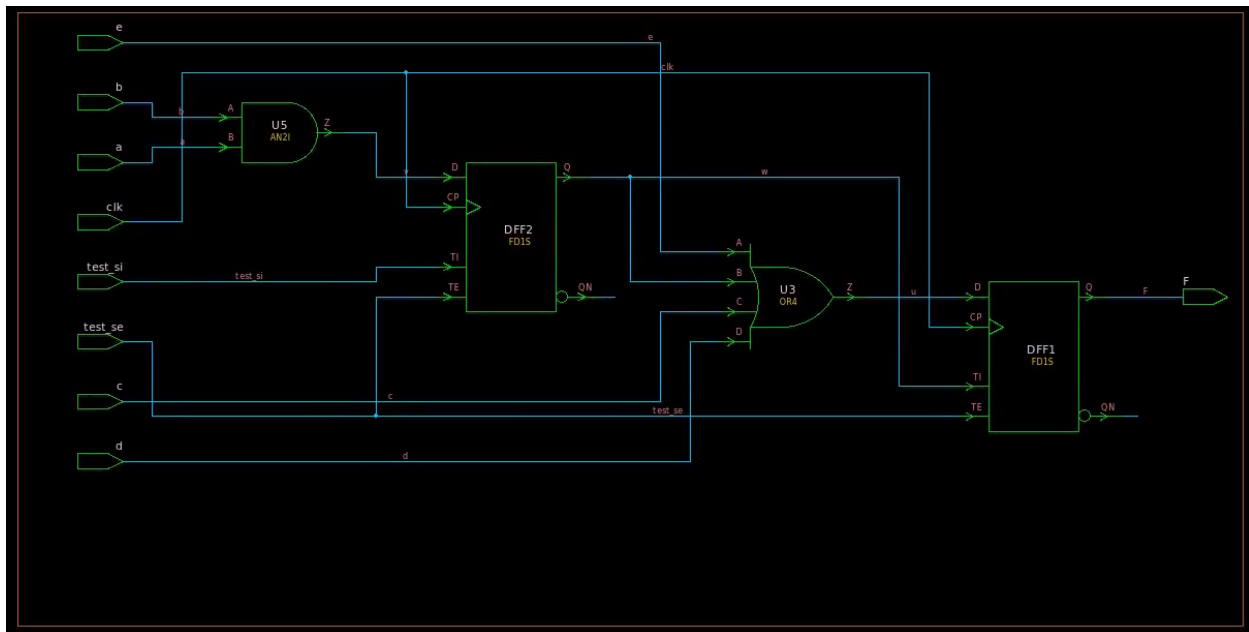 e
e
clk
b
b
A
U5
AN2I
Z
a
a
B
v
D
Q
w
clk
CP
DFF2
FD1S
test_si
test_si
TI
TE
QN
A
B
C
D
U3
OR4
Z
u
D
Q
F
F
CP
DFF1
FD1S
TI
TE
QN
test_se
test_se
c
c
d
d